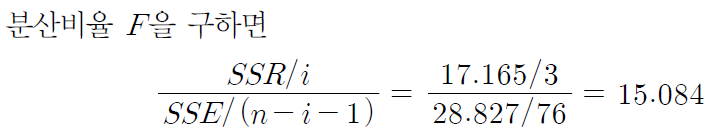 분산비율 F을 구하면
SSR/i / SSE/(n-i-1) = 17.165/3 / 28.827/76 = 15.084